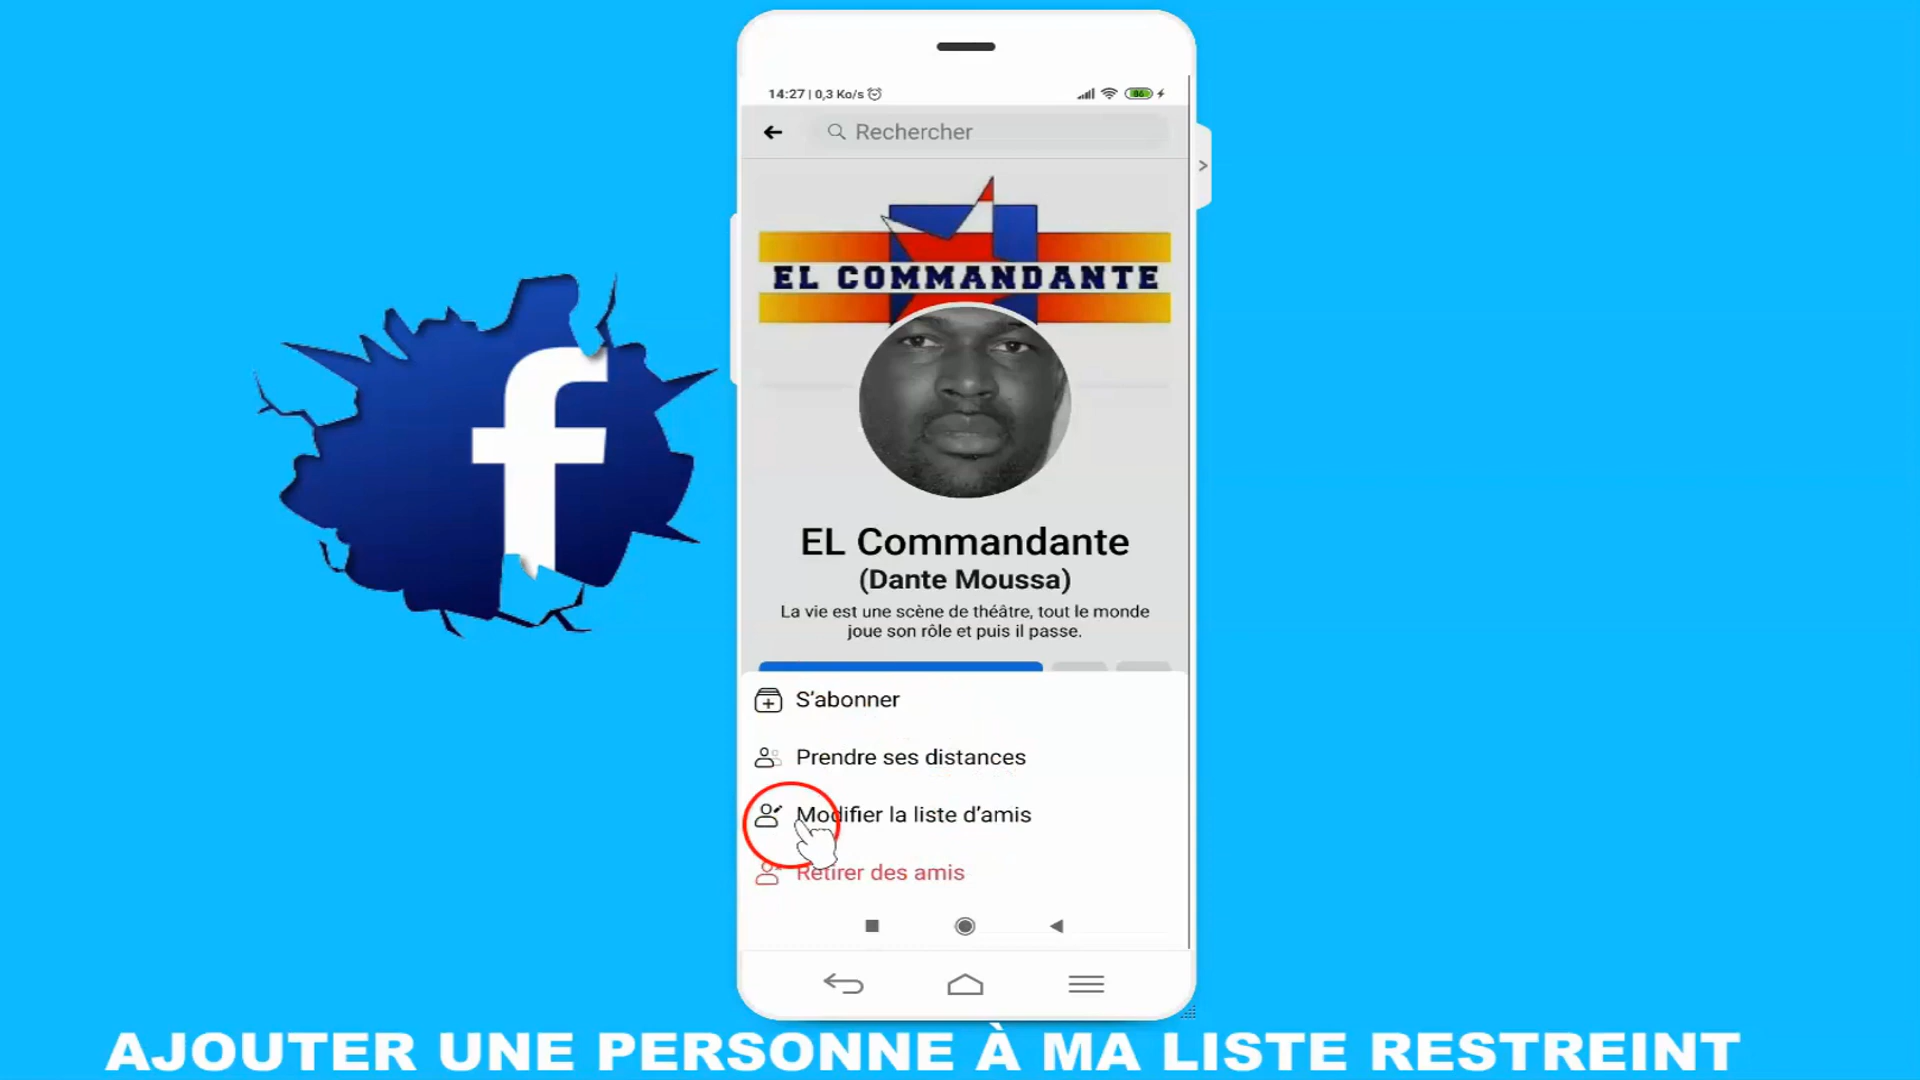 14:27 | 0,3 Ko/s
86
Rechercher
EL COMMANDANTE
f
EL Commandante
(Dante Moussa)
La vie est une scène de théâtre, tout le monde
joue son rôle et puis il passe.
S'abonner
Prendre ses distances
Modifier la liste d'amis
Retirer des amis
AJOUTER UNE PERSONNE À MA LISTE RESTREINT